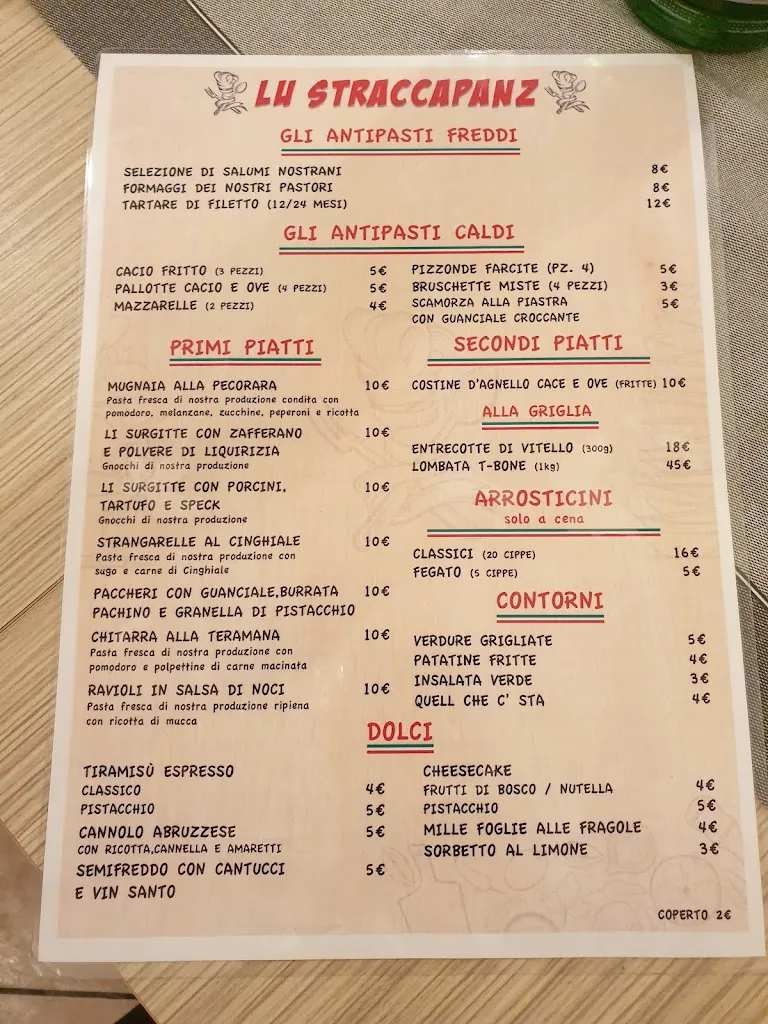 LU STRACCAPANZ
GLI ANTIPASTI FREDDI
SELEZIONE DI SALUMI NOSTRANI 8€
FORMAGGI DEI NOSTRI PASTORI 8€
TARTARE DI FILETTO (12/24 MESI) 12€
GLI ANTIPASTI CALDI
CACIO FRITTO (3 PEZZI) 5€
PALLOTTE CACIO E OVE (4 PEZZI) 5€
MAZZARELLE (2 PEZZI) 4€
PIZZONDE FARCITE (PZ. 4) 5€
BRUSCHETTE MISTE (4 PEZZI) 3€
SCAMORZA ALLA PIASTRA 5€
CON GUANCIALE CROCCANTE
PRIMI PIATTI
MUGNAIA ALLA PECORARA 10€
Pasta fresca di nostra produzione condita con
pomodoro, melanzane, zucchine, peperoni e ricotta
LI SURGITTE CON ZAFFERANO 10€
E POLVERE DI LIQUIRIZIA
Gnocchi di nostra produzione
LI SURGITTE CON PORCINI, 10€
TARTUFO E SPECK
Gnocchi di nostra produzione
STRANGARELLE AL CINGHIALE 10€
Pasta fresca di nostra produzione con
sugo e carne di Cinghiale
PACCHERI CON GUANCIALE,BURRATA 10€
PACHINO E GRANELLA DI PISTACCHIO
CHITARRA ALLA TERAMANA 10€
Pasta fresca di nostra produzione con
pomodoro e polpettine di carne macinata
RAVIOLI IN SALSA DI NOCI 10€
Pasta fresca di nostra produzione ripiena
con ricotta di mucca
SECONDI PIATTI
COSTINE D'AGNELLO CACE E OVE (FRITTE) 10€
ALLA GRIGLIA
ENTRECOTTE DI VITELLO (300g) 18€
LOMBATA T-BONE (1kg) 45€
ARROSTICINI
solo a cena
CLASSICI (20 CIPPE) 16€
FEGATO (5 CIPPE) 5€
CONTORNI
VERDURE GRIGLIATE 5€
PATATINE FRITTE 4€
INSALATA VERDE 3€
QUELL CHE C' STA 4€
DOLCI
TIRAMISÙ ESPRESSO
CLASSICO 4€
PISTACCHIO 5€
CANNOLO ABRUZZESE 5€
CON RICOTTA,CANNELLA E AMARETTI
SEMIFREDDO CON CANTUCCI 5€
E VIN SANTO
CHEESECAKE
FRUTTI DI BOSCO / NUTELLA 4€
PISTACCHIO 5€
MILLE FOGLIE ALLE FRAGOLE 4€
SORBETTO AL LIMONE 3€
COPERTO 2€